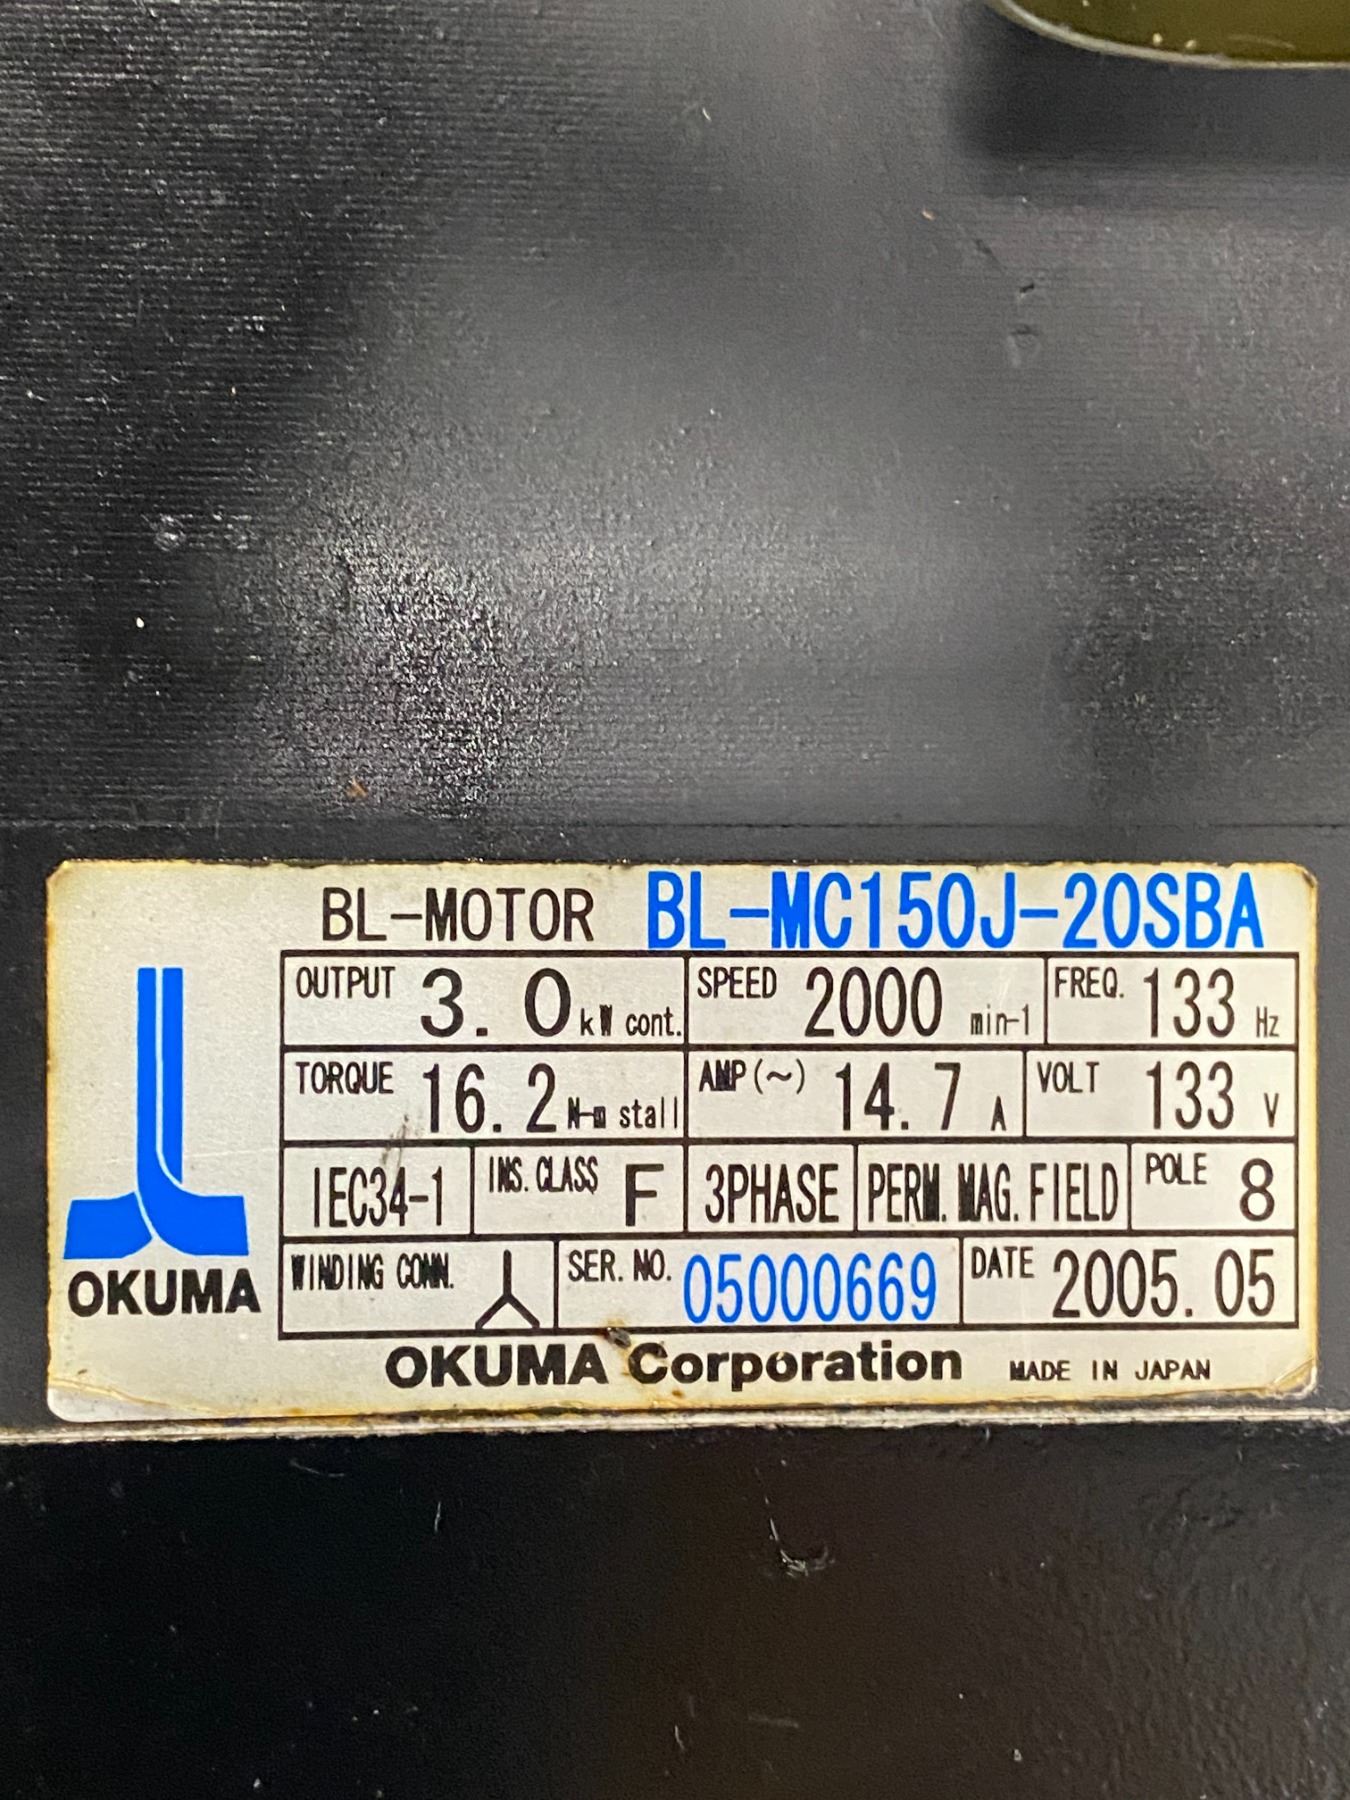 BL-MOTOR BL-MC150J-20SBA
OUTPUT 3.0 kW cont. SPEED 2000 min-1 FREQ. 133 Hz
TORQUE 16.2 N-m stall AMP(~) 14.7 A VOLT 133 V
IEC34-1 INS. CLASS F 3PHASE PERM. MAG. FIELD POLE 8
WINDING CONN. SER. NO. 05000669 DATE 2005.05
OKUMA
OKUMA Corporation MADE IN JAPAN